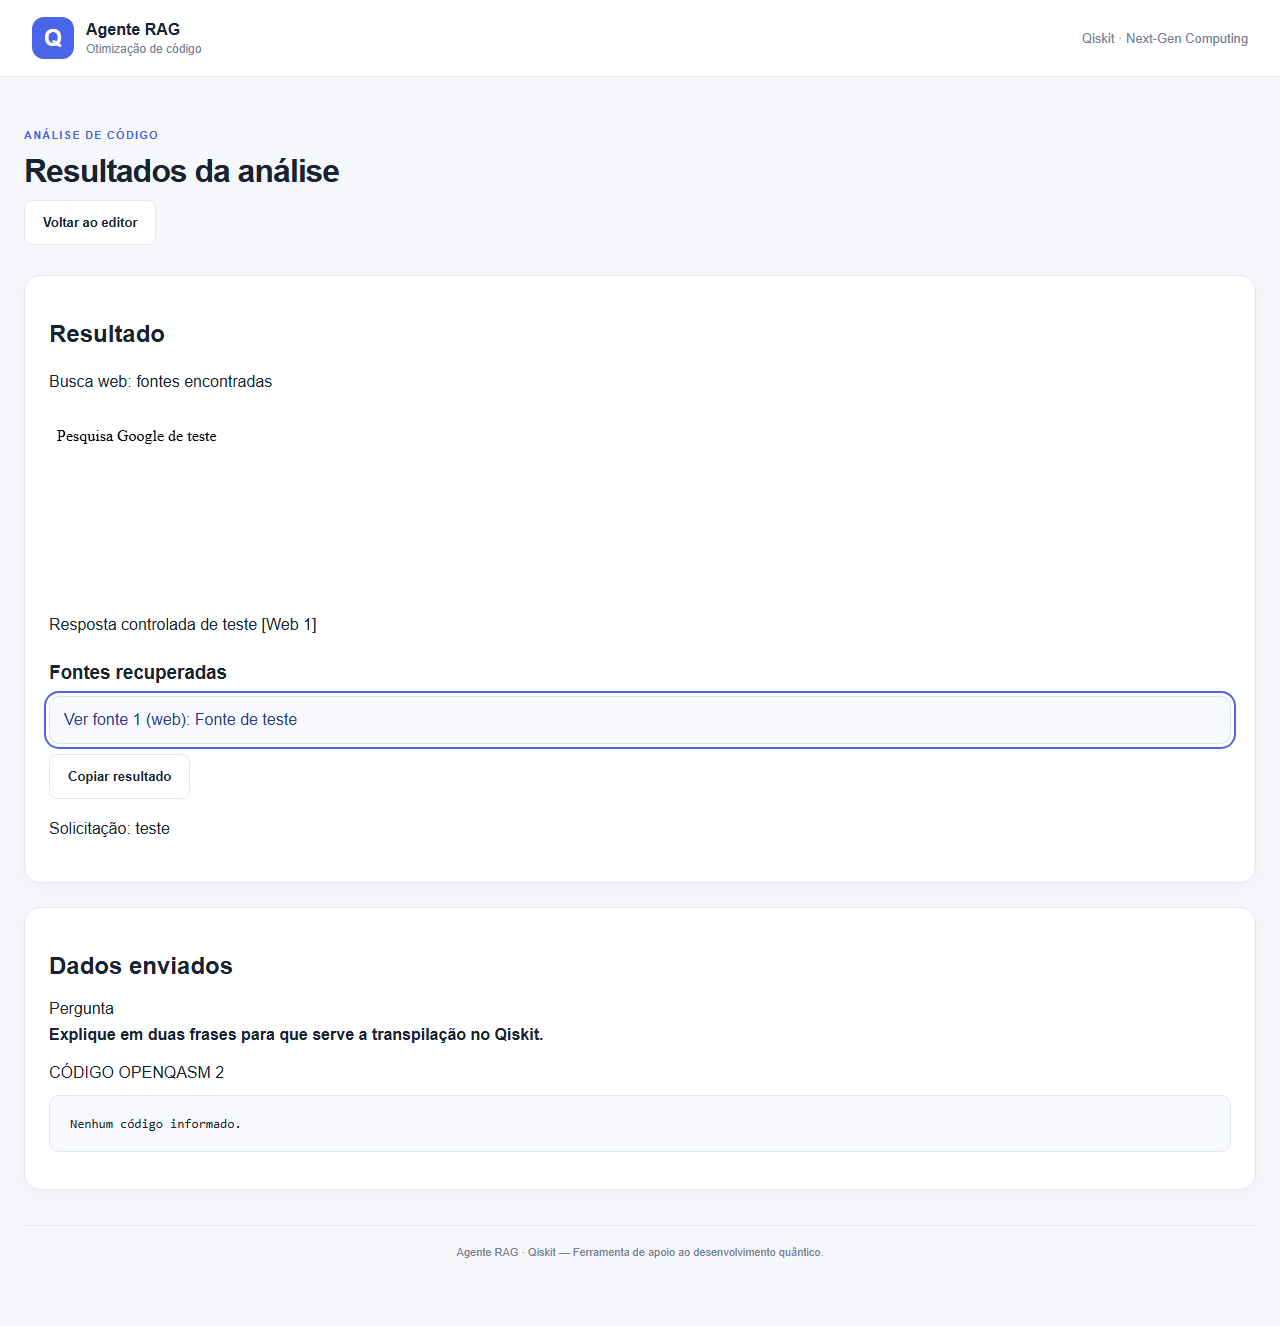 Q
Agente RAG
Otimização de código
Qiskit · Next-Gen Computing
ANÁLISE DE CÓDIGO
Resultados da análise
Voltar ao editor
Resultado
Busca web: fontes encontradas
Pesquisa Google de teste
Resposta controlada de teste [Web 1]
Fontes recuperadas
Ver fonte 1 (web): Fonte de teste
Copiar resultado
Solicitação: teste
Dados enviados
Pergunta
Explique em duas frases para que serve a transpilação no Qiskit.
CÓDIGO OPENQASM 2
Nenhum código informado.
Agente RAG · Qiskit — Ferramenta de apoio ao desenvolvimento quântico.